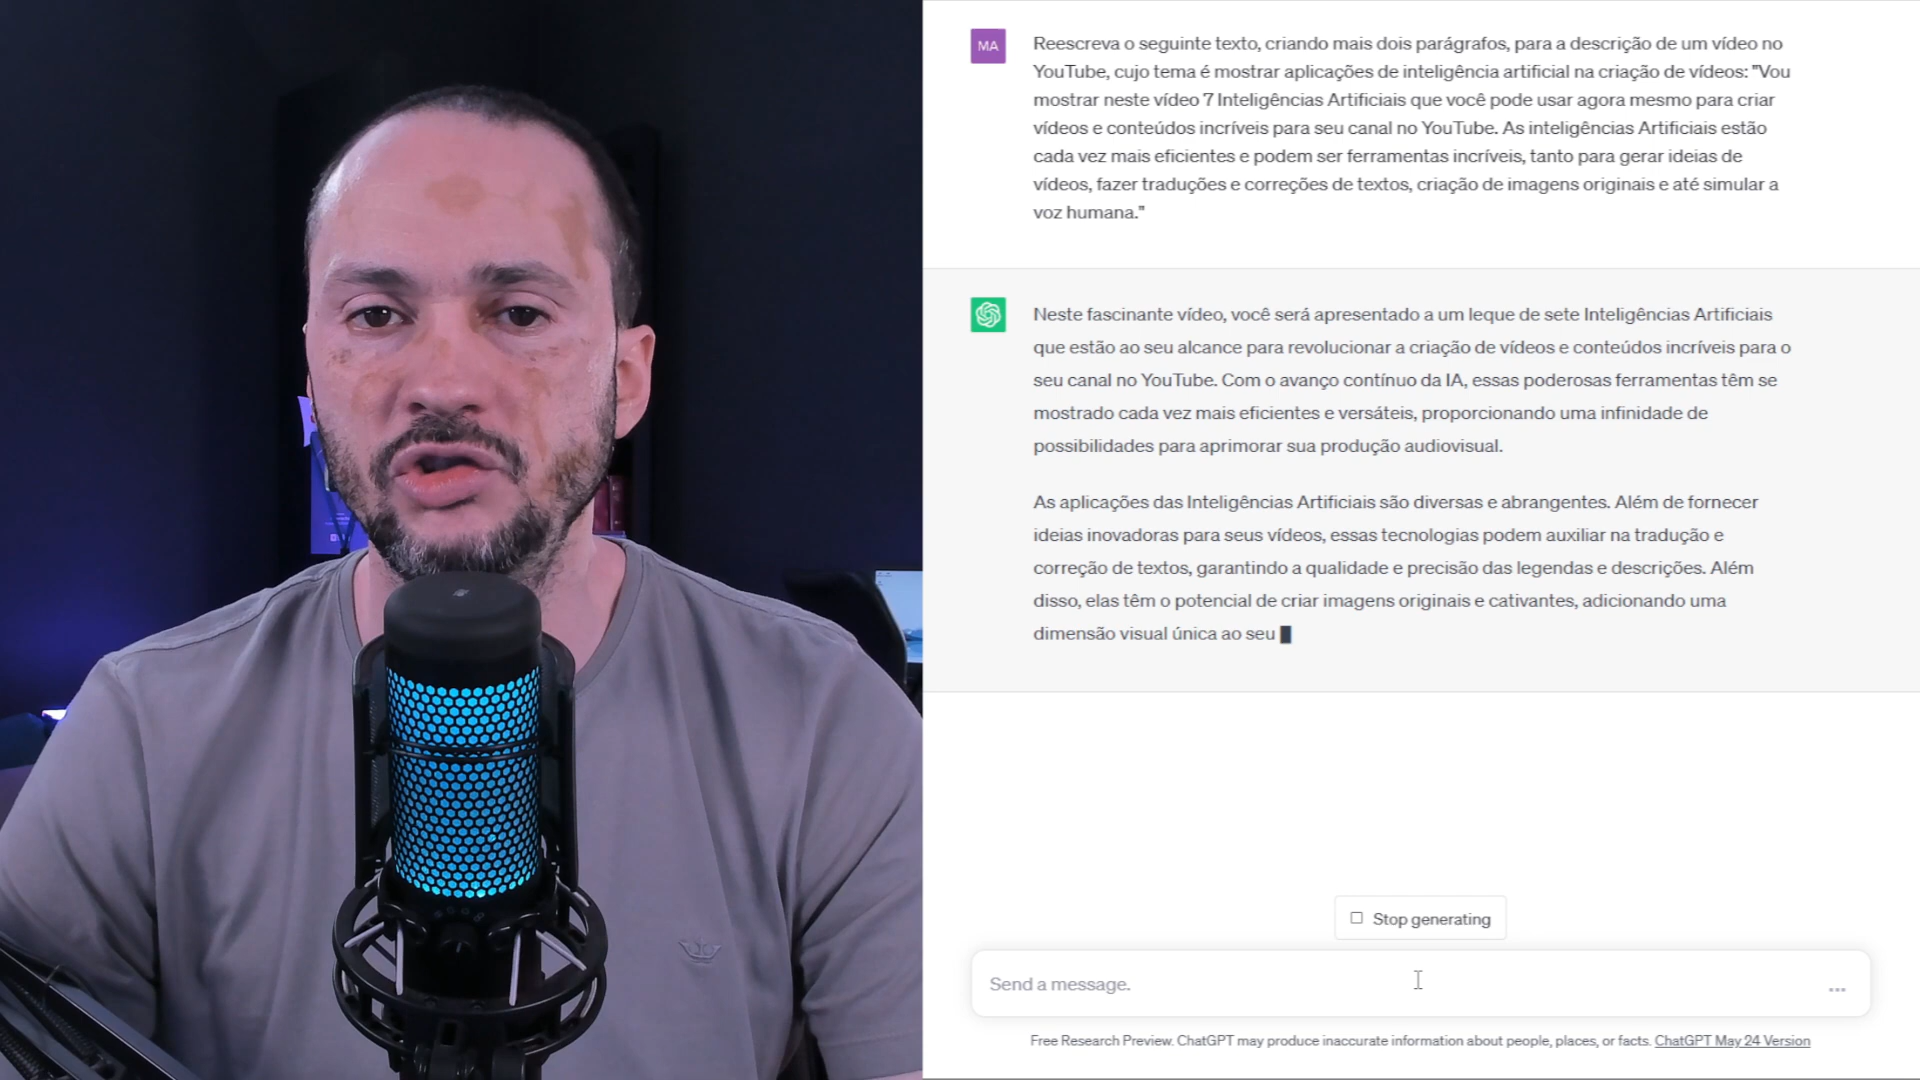 MA
Reescreva o seguinte texto, criando mais dois parágrafos, para a descrição de um vídeo no
YouTube, cujo tema é mostrar aplicações de inteligência artificial na criação de vídeos: "Vou
mostrar neste vídeo 7 Inteligências Artificiais que você pode usar agora mesmo para criar
vídeos e conteúdos incríveis para seu canal no YouTube. As inteligências Artificiais estão
cada vez mais eficientes e podem ser ferramentas incríveis, tanto para gerar ideias de
vídeos, fazer traduções e correções de textos, criação de imagens originais e até simular a
voz humana."
Neste fascinante vídeo, você será apresentado a um leque de sete Inteligências Artificiais
que estão ao seu alcance para revolucionar a criação de vídeos e conteúdos incríveis para o
seu canal no YouTube. Com o avanço contínuo da IA, essas poderosas ferramentas têm se
mostrado cada vez mais eficientes e versáteis, proporcionando uma infinidade de
possibilidades para aprimorar sua produção audiovisual.
As aplicações das Inteligências Artificiais são diversas e abrangentes. Além de fornecer
ideias inovadoras para seus vídeos, essas tecnologias podem auxiliar na tradução e
correção de textos, garantindo a qualidade e precisão das legendas e descrições. Além
disso, elas têm o potencial de criar imagens originais e cativantes, adicionando uma
dimensão visual única ao seu
Stop generating
Send a message.
Free Research Preview. ChatGPT may produce inaccurate information about people, places, or facts. ChatGPT May 24 Version